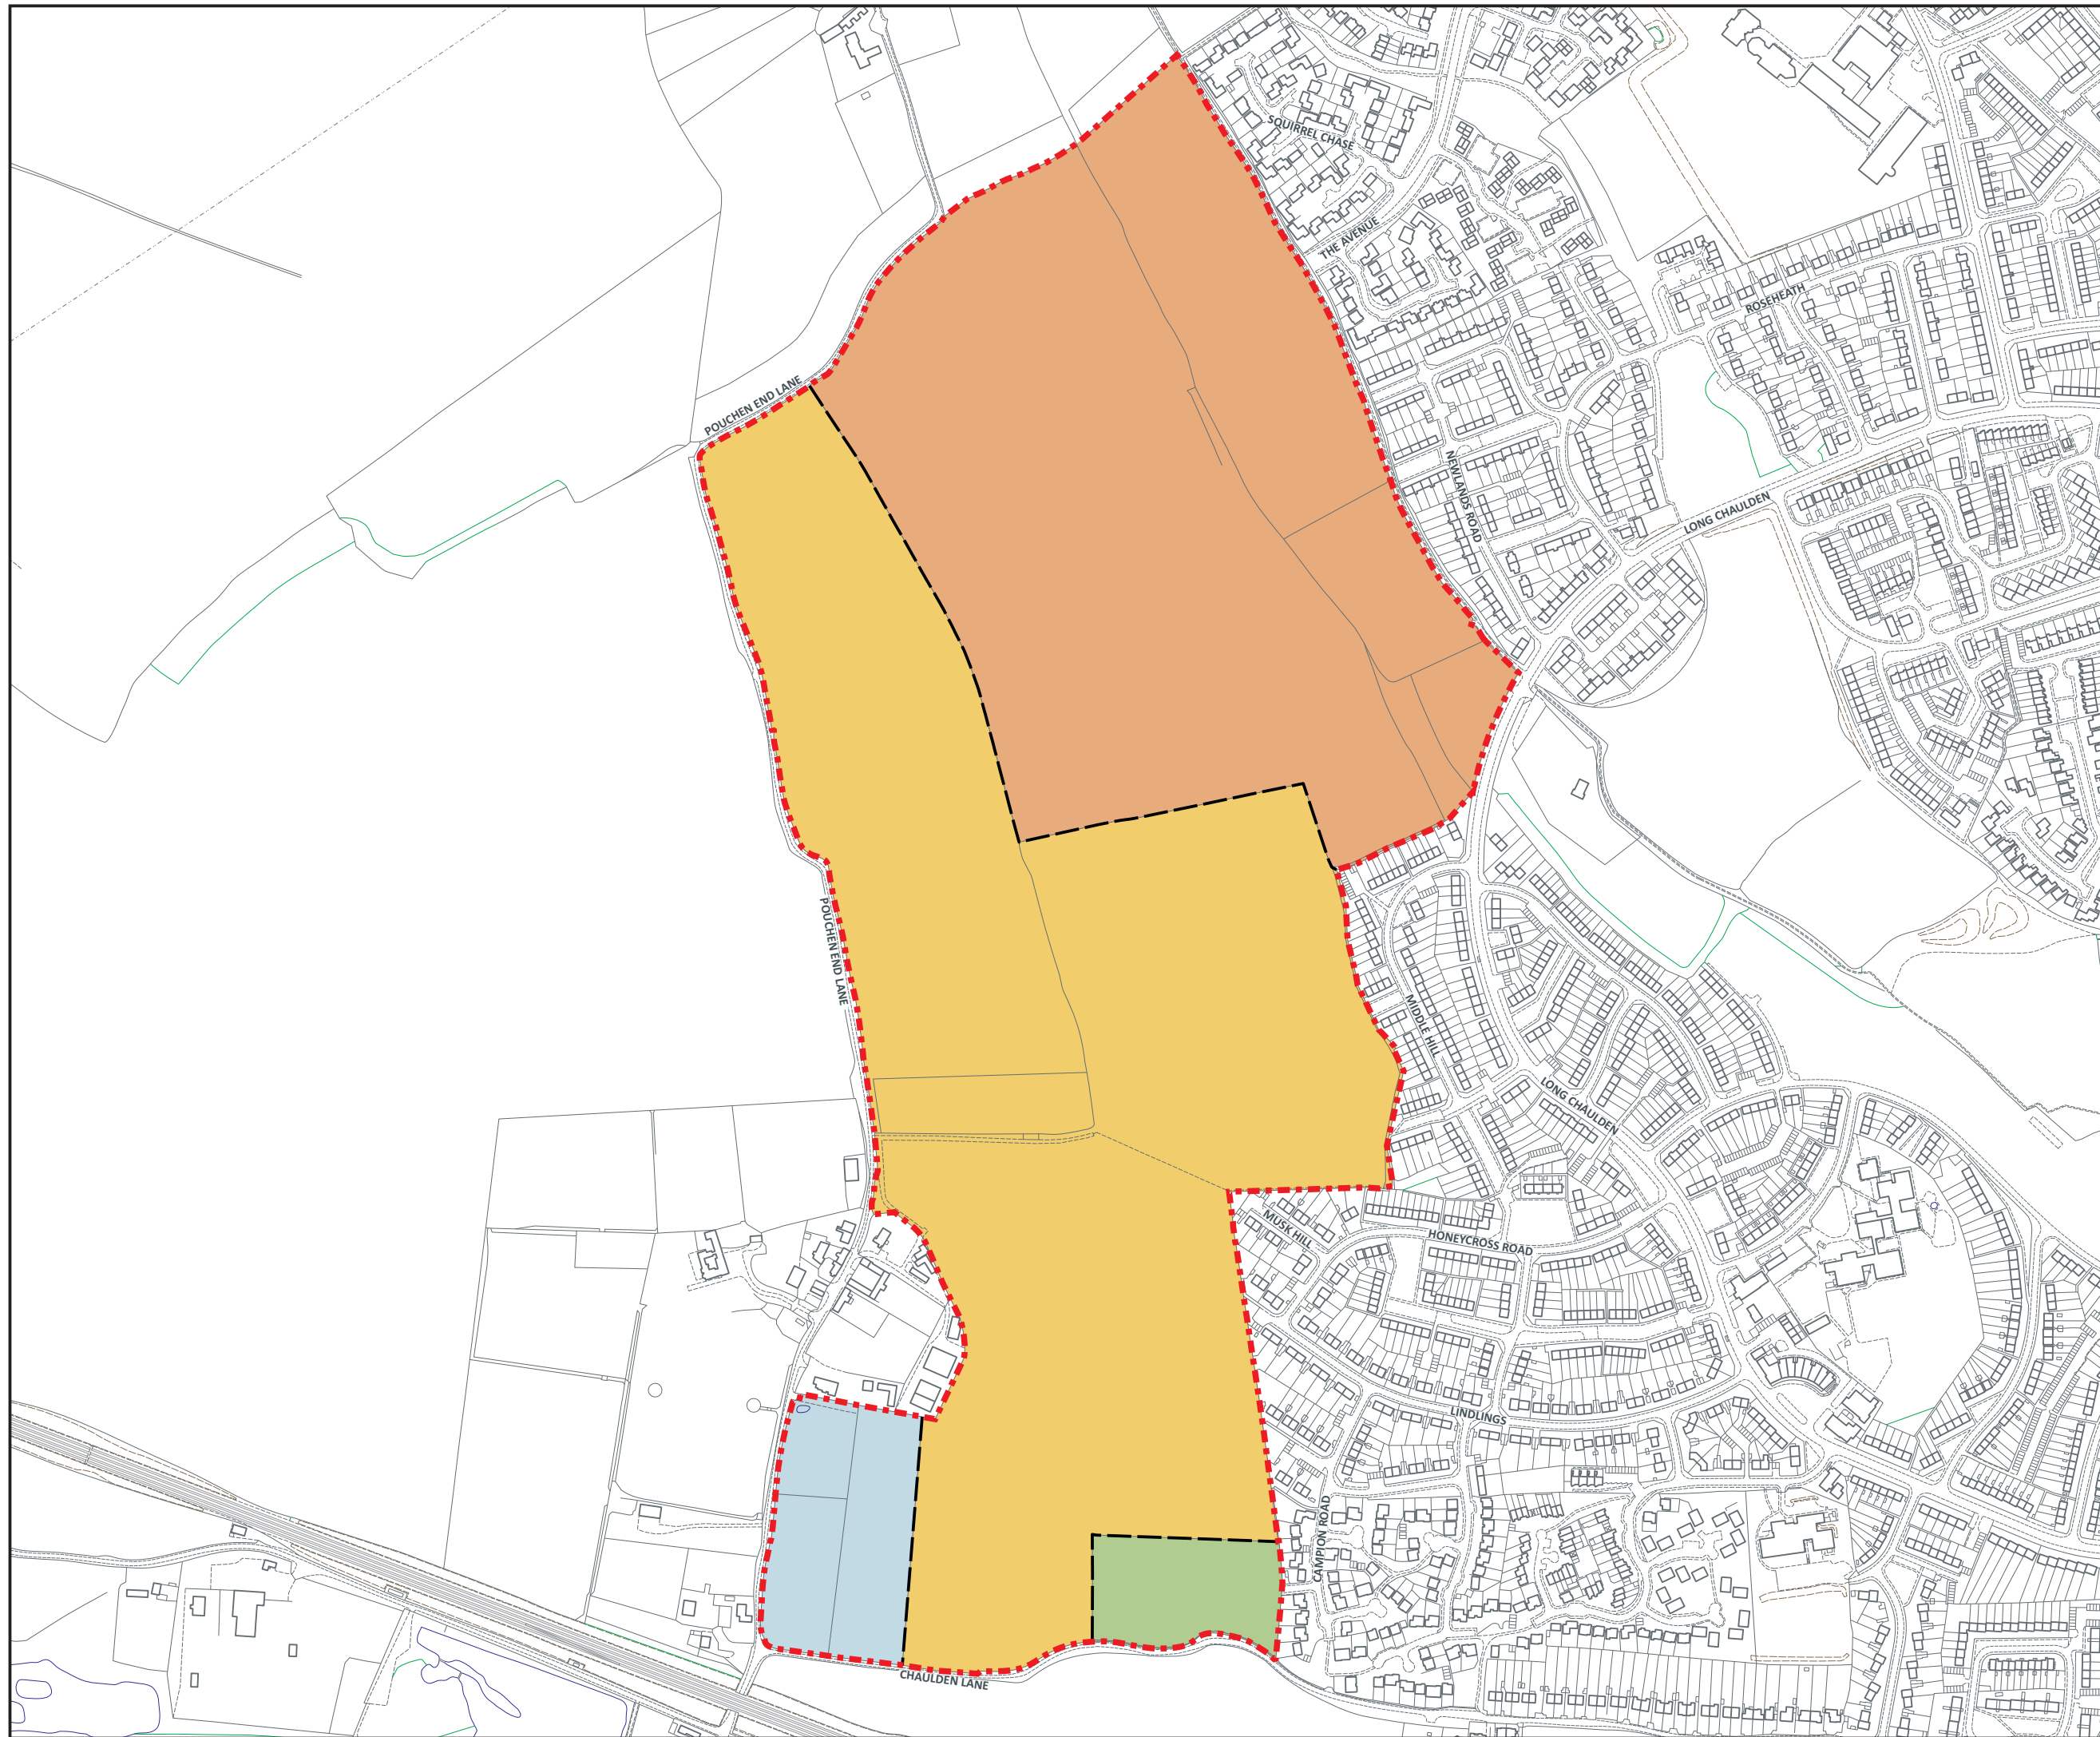 SQUIRREL CHASE
THE AVENUE
ROSEHEATH
POUCHEN END LANE
NEWLANDS ROAD
LONG CHAULDEN
POUCHEN END LANE
MIDDLE HILL
LONG CHAULDEN
MUSK HILL
HONEYCROSS ROAD
LINDLINGS
CAMPION ROAD
CHAULDEN LANE